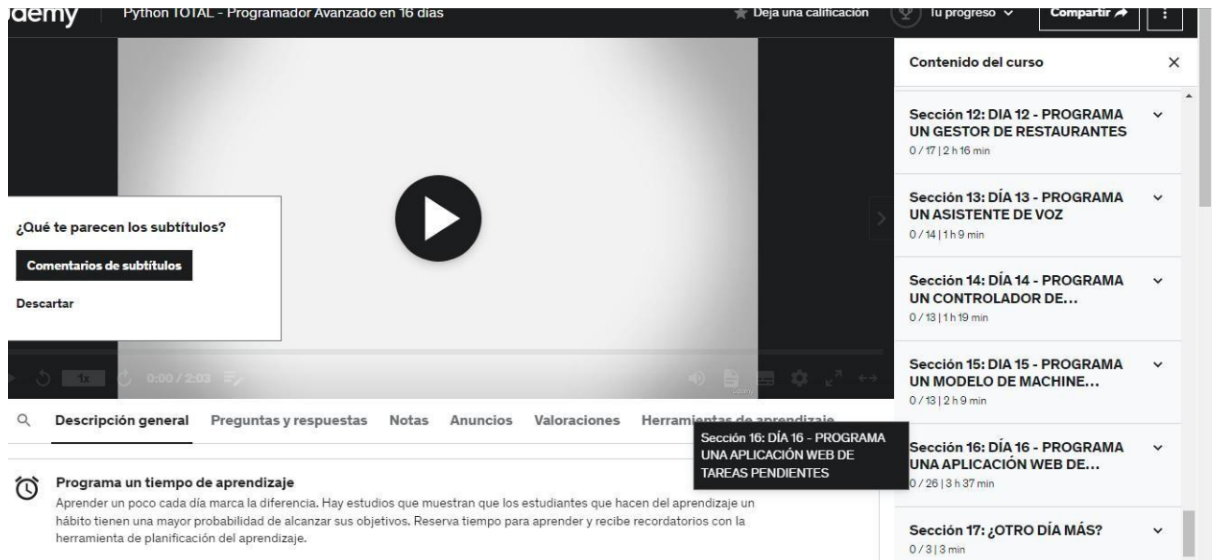 udemy
Python TOTAL - Programador Avanzado en 16 días
Deja una calificación
Tu progreso
Compartir
Contenido del curso
Sección 12: DIA 12 - PROGRAMA
UN GESTOR DE RESTAURANTES
0 / 17 | 2 h 16 min
Sección 13: DÍA 13 - PROGRAMA
UN ASISTENTE DE VOZ
0 / 14 | 1 h 9 min
Sección 14: DÍA 14 - PROGRAMA
UN CONTROLADOR DE...
0 / 13 | 1 h 19 min
Sección 15: DIA 15 - PROGRAMA
UN MODELO DE MACHINE...
0 / 13 | 2 h 9 min
Sección 16: DÍA 16 - PROGRAMA
UNA APLICACIÓN WEB DE...
0 / 26 | 3 h 37 min
Sección 17: ¿OTRO DÍA MÁS?
0 / 3 | 3 min
¿Qué te parecen los subtítulos?
Comentarios de subtítulos
Descartar
1x
0:00 / 2:03
udemy
Descripción general
Preguntas y respuestas
Notas
Anuncios
Valoraciones
Herramientas de aprendizaje
Sección 16: DÍA 16 - PROGRAMA
UNA APLICACIÓN WEB DE
TAREAS PENDIENTES
Programa un tiempo de aprendizaje
Aprender un poco cada día marca la diferencia. Hay estudios que muestran que los estudiantes que hacen del aprendizaje un
hábito tienen una mayor probabilidad de alcanzar sus objetivos. Reserva tiempo para aprender y recibe recordatorios con la
herramienta de planificación del aprendizaje.